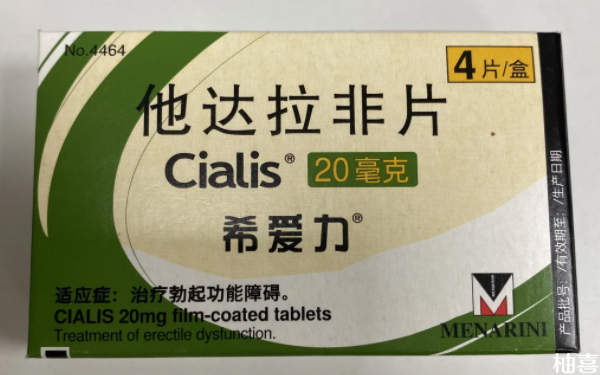 No.4464
4片/盒
他达拉非片
Cialis® 20毫克
希爱力®
适应症：治疗勃起功能障碍。
CIALIS 20mg film-coated tablets
Treatment of erectile dysfunction.
MENARINI
产品批号：/有效期至：/生产日期
柚喜